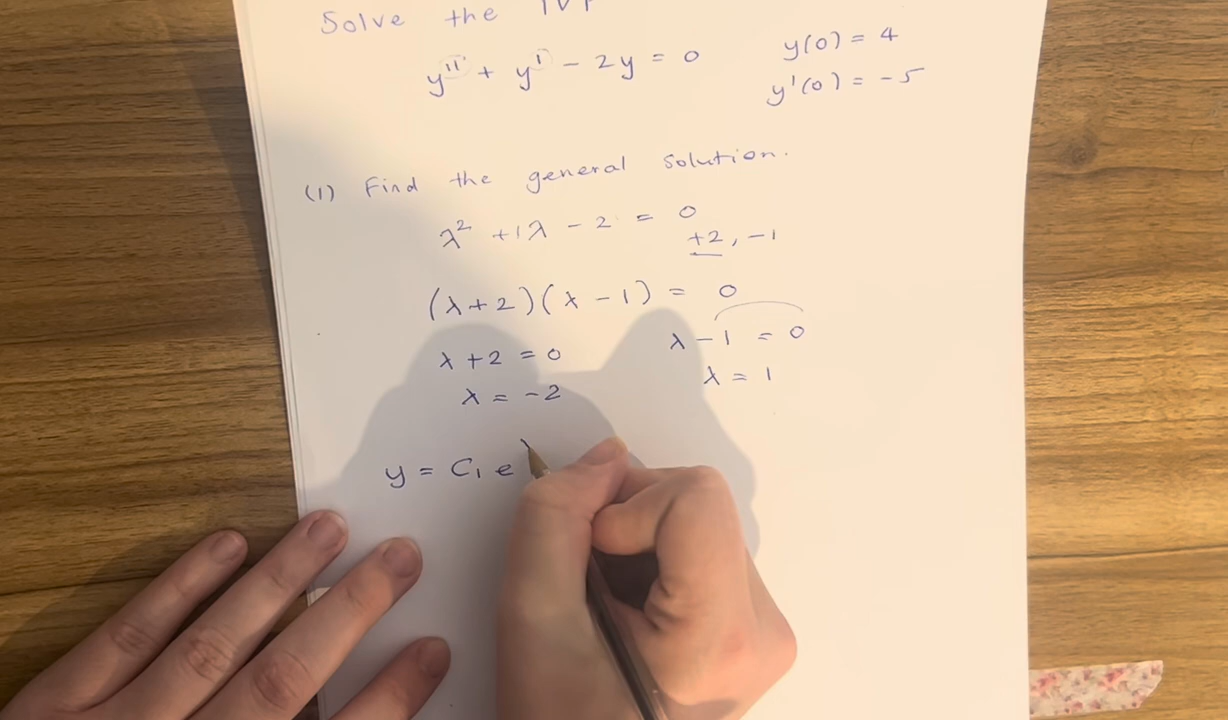 Solve the IVP
y'' + y' - 2y = 0 y(0) = 4
y'(0) = -5
(1) Find the general solution.
λ² + 1λ - 2 = 0
+2, -1
(λ+2)(λ-1) = 0
λ+2 = 0 λ-1 = 0
λ = -2 λ = 1
y = C₁ e